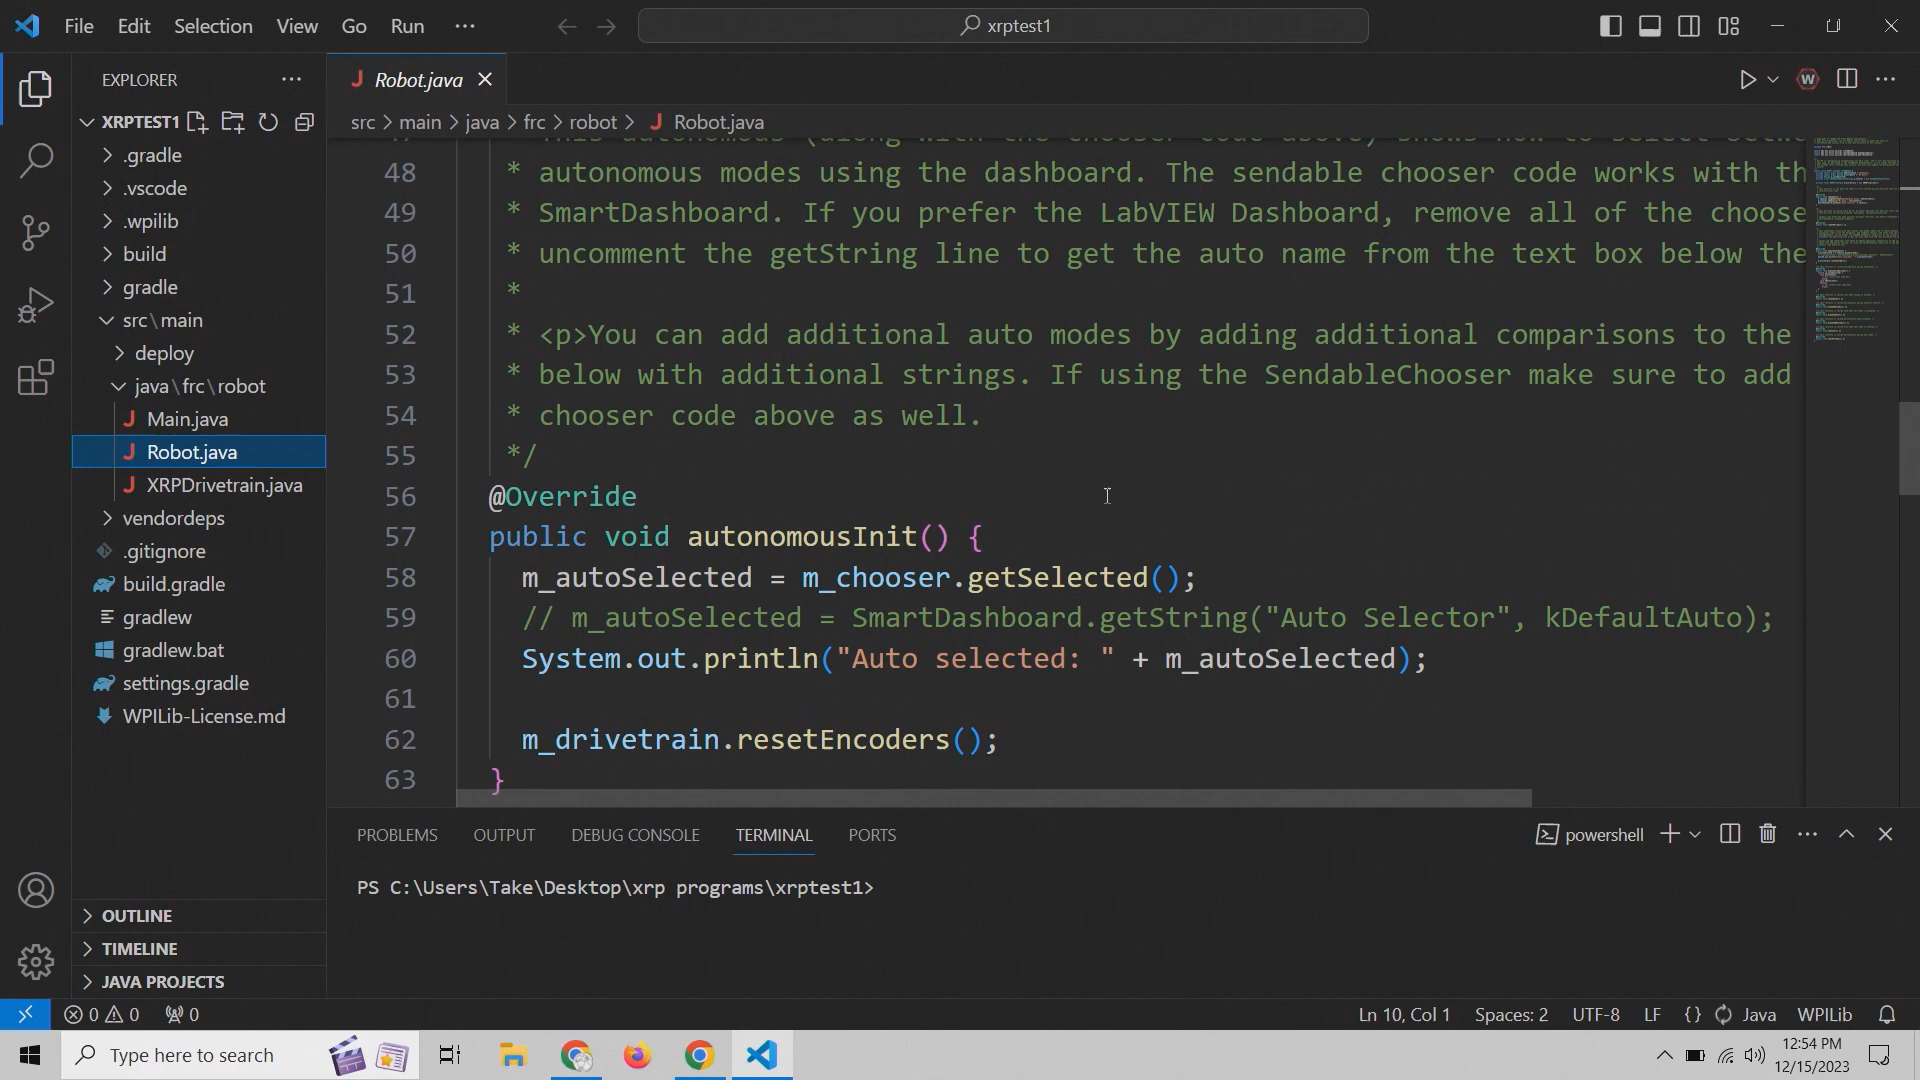 File Edit Selection View Go Run ···
xrptest1
EXPLORER
Robot.java
XRPTEST1
src > main > java > frc > robot > Robot.java
.gradle
.vscode
.wpilib
build
gradle
src\main
deploy
java\frc\robot
Main.java
Robot.java
XRPDrivetrain.java
vendordeps
.gitignore
build.gradle
gradlew
gradlew.bat
settings.gradle
WPILib-License.md
OUTLINE
TIMELINE
JAVA PROJECTS
48 * autonomous modes using the dashboard. The sendable chooser code works with th
49 * SmartDashboard. If you prefer the LabVIEW Dashboard, remove all of the choose
50 * uncomment the getString line to get the auto name from the text box below the
51 *
52 * <p>You can add additional auto modes by adding additional comparisons to the
53 * below with additional strings. If using the SendableChooser make sure to add
54 * chooser code above as well.
55 */
56 @Override
57 public void autonomousInit() {
58 m_autoSelected = m_chooser.getSelected();
59 // m_autoSelected = SmartDashboard.getString("Auto Selector", kDefaultAuto);
60 System.out.println("Auto selected: " + m_autoSelected);
61
62 m_drivetrain.resetEncoders();
63 }
PROBLEMS OUTPUT DEBUG CONSOLE TERMINAL PORTS
powershell
PS C:\Users\Take\Desktop\xrp programs\xrptest1>
0 0 0
Ln 10, Col 1 Spaces: 2 UTF-8 LF {} Java WPILib
Type here to search
12:54 PM
12/15/2023